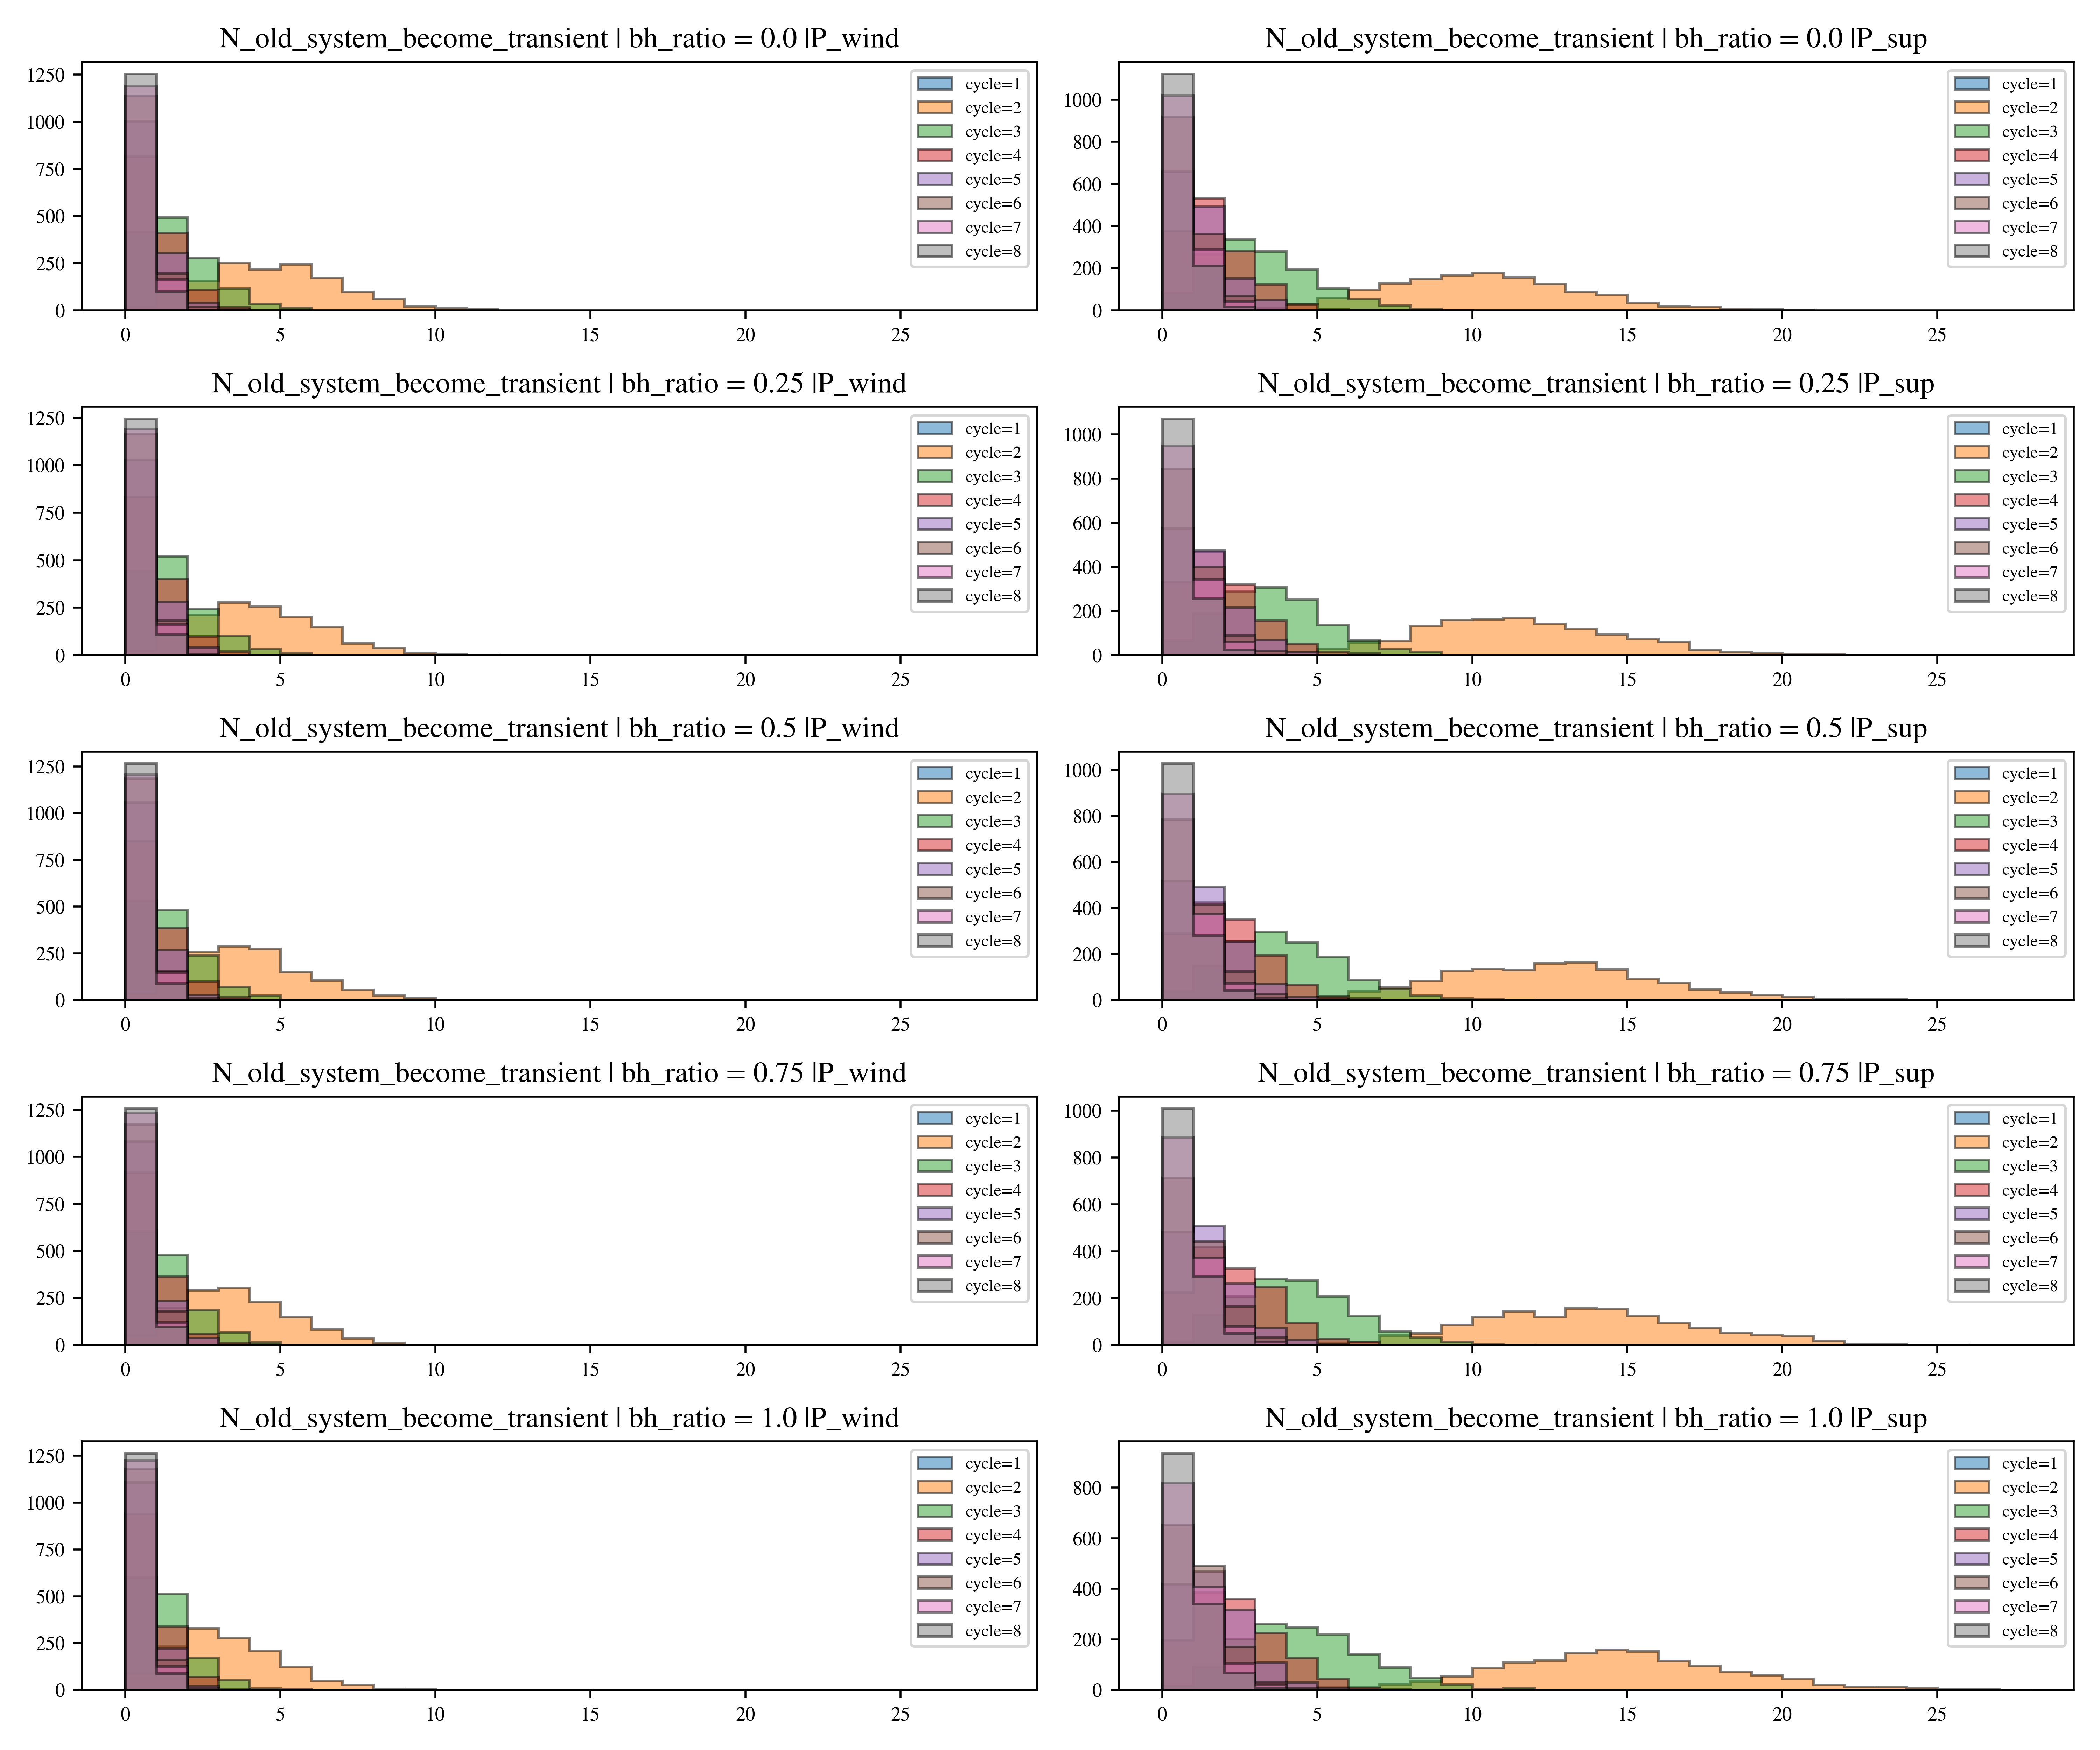 N_old_system_become_transient | bh_ratio = 0.0 |P_wind
1250
1000
750
500
250
0
0 5 10 15 20 25
cycle=1
cycle=2
cycle=3
cycle=4
cycle=5
cycle=6
cycle=7
cycle=8
N_old_system_become_transient | bh_ratio = 0.0 |P_sup
1000
800
600
400
200
0
0 5 10 15 20 25
cycle=1
cycle=2
cycle=3
cycle=4
cycle=5
cycle=6
cycle=7
cycle=8
N_old_system_become_transient | bh_ratio = 0.25 |P_wind
1250
1000
750
500
250
0
0 5 10 15 20 25
cycle=1
cycle=2
cycle=3
cycle=4
cycle=5
cycle=6
cycle=7
cycle=8
N_old_system_become_transient | bh_ratio = 0.25 |P_sup
1000
800
600
400
200
0
0 5 10 15 20 25
cycle=1
cycle=2
cycle=3
cycle=4
cycle=5
cycle=6
cycle=7
cycle=8
N_old_system_become_transient | bh_ratio = 0.5 |P_wind
1250
1000
750
500
250
0
0 5 10 15 20 25
cycle=1
cycle=2
cycle=3
cycle=4
cycle=5
cycle=6
cycle=7
cycle=8
N_old_system_become_transient | bh_ratio = 0.5 |P_sup
1000
800
600
400
200
0
0 5 10 15 20 25
cycle=1
cycle=2
cycle=3
cycle=4
cycle=5
cycle=6
cycle=7
cycle=8
N_old_system_become_transient | bh_ratio = 0.75 |P_wind
1250
1000
750
500
250
0
0 5 10 15 20 25
cycle=1
cycle=2
cycle=3
cycle=4
cycle=5
cycle=6
cycle=7
cycle=8
N_old_system_become_transient | bh_ratio = 0.75 |P_sup
1000
800
600
400
200
0
0 5 10 15 20 25
cycle=1
cycle=2
cycle=3
cycle=4
cycle=5
cycle=6
cycle=7
cycle=8
N_old_system_become_transient | bh_ratio = 1.0 |P_wind
1250
1000
750
500
250
0
0 5 10 15 20 25
cycle=1
cycle=2
cycle=3
cycle=4
cycle=5
cycle=6
cycle=7
cycle=8
N_old_system_become_transient | bh_ratio = 1.0 |P_sup
800
600
400
200
0
0 5 10 15 20 25
cycle=1
cycle=2
cycle=3
cycle=4
cycle=5
cycle=6
cycle=7
cycle=8